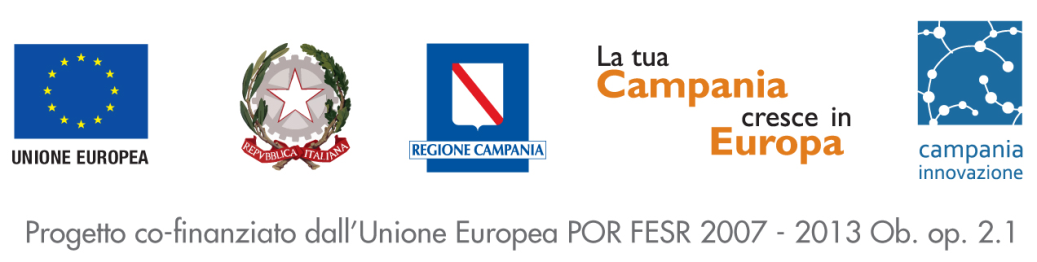 UNIONE EUROPEA
REPVBBLICA ITALIANA
REGIONE CAMPANIA
La tua
Campania
cresce in
Europa
campania
innovazione
Progetto co-finanziato dall'Unione Europea POR FESR 2007 - 2013 Ob. op. 2.1